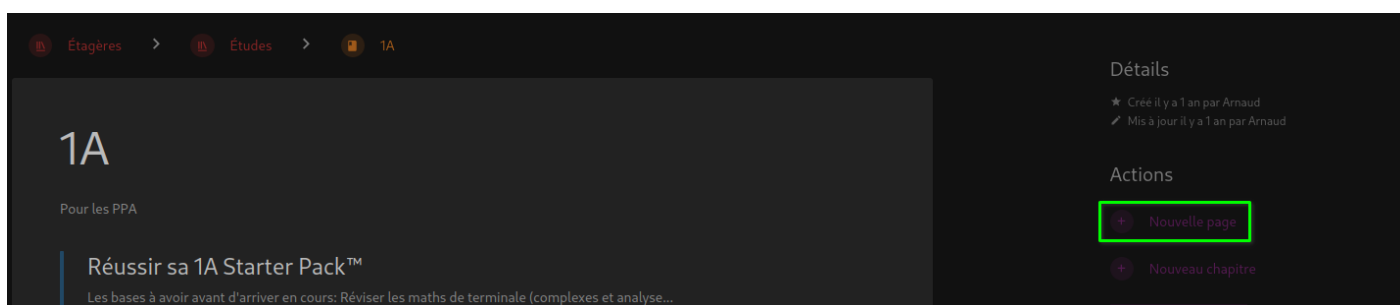 Étagères > Études > 1A
1A
Pour les PPA
Réussir sa 1A Starter Pack™
Les bases à avoir avant d'arriver en cours: Réviser les maths de terminale (complexes et analyse...
Détails
Créé il y a 1 an par Arnaud
Mis à jour il y a 1 an par Arnaud
Actions
+ Nouvelle page
+ Nouveau chapitre